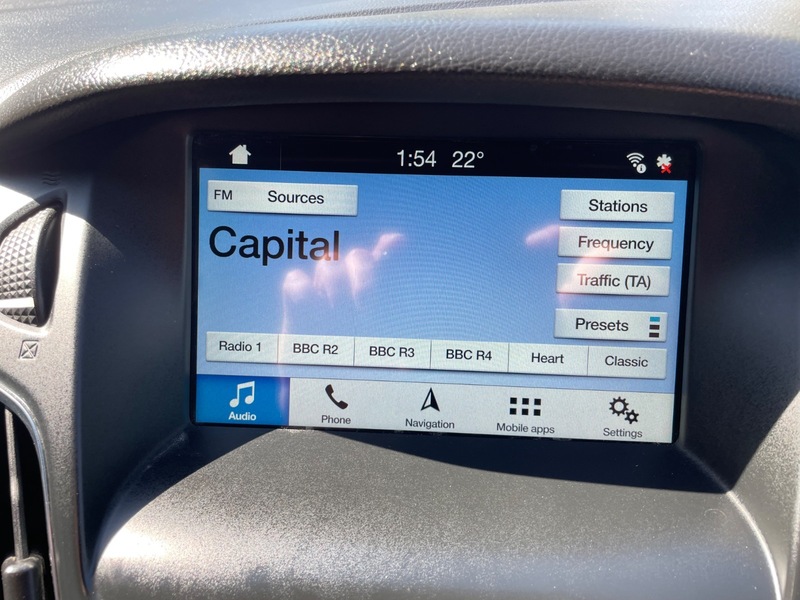 1:54 22°
FM Sources
Stations
Capital
Frequency
Traffic (TA)
Presets
Radio 1 BBC R2 BBC R3 BBC R4 Heart Classic
Audio Phone Navigation Mobile apps Settings